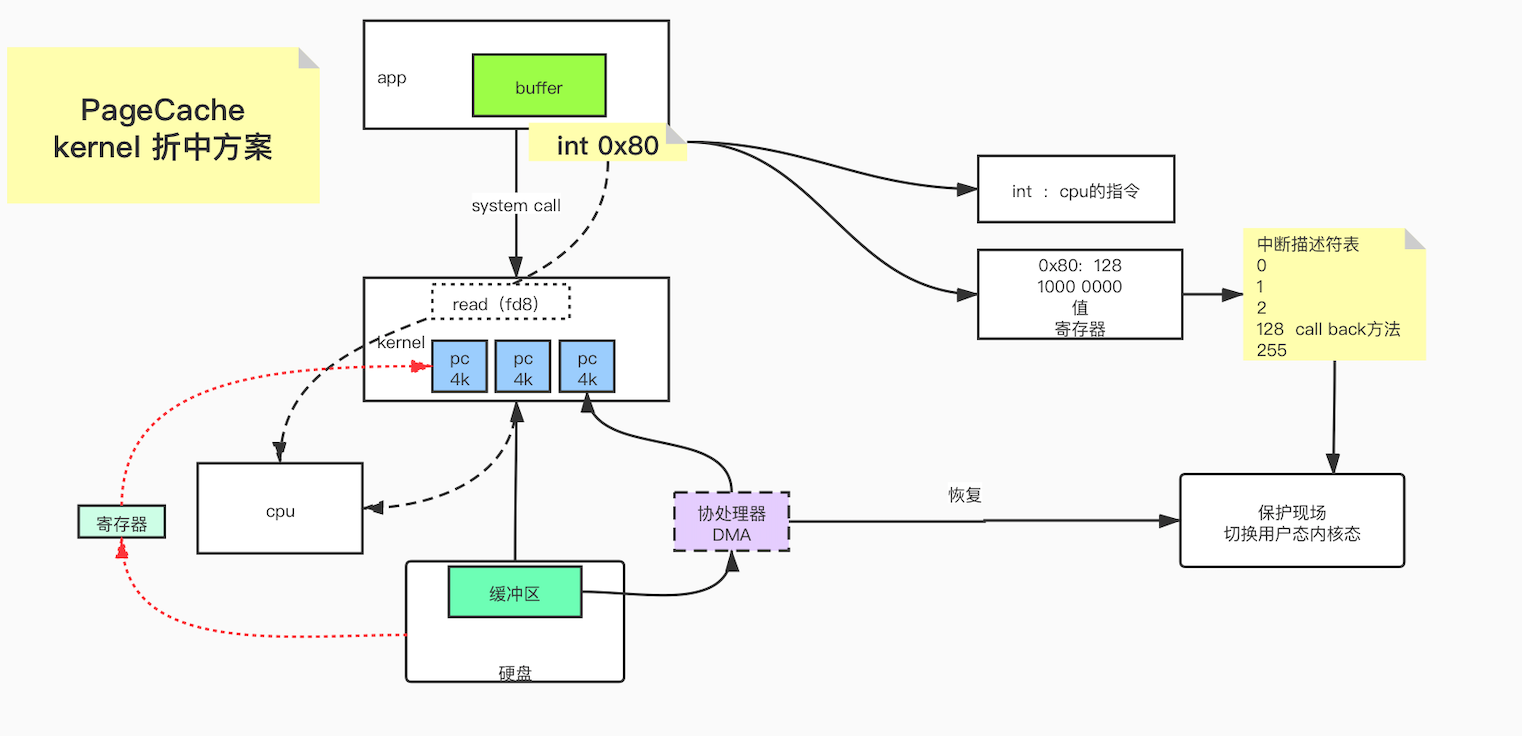 PageCache
kernel 折中方案
app
buffer
int 0x80
system call
int ：cpu的指令
0x80：128
1000 0000
值
寄存器
中断描述符表
0
1
2
128 call back方法
255
read（fd8）
kernel
pc
4k
pc
4k
pc
4k
寄存器
cpu
协处理器
DMA
恢复
保护现场
切换用户态内核态
缓冲区
硬盘